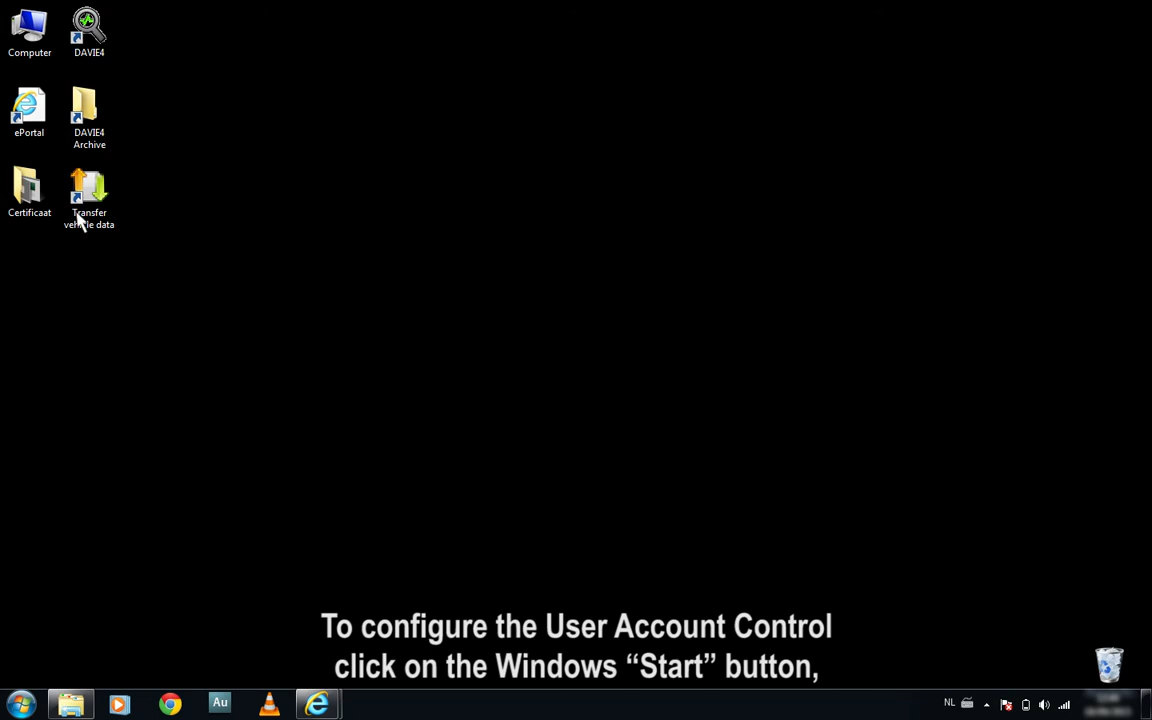 Computer
DAVIE4
ePortal
DAVIE4
Archive
Certificaat
Transfer
vehicle data
To configure the User Account Control
click on the Windows “Start” button,
Au
NL